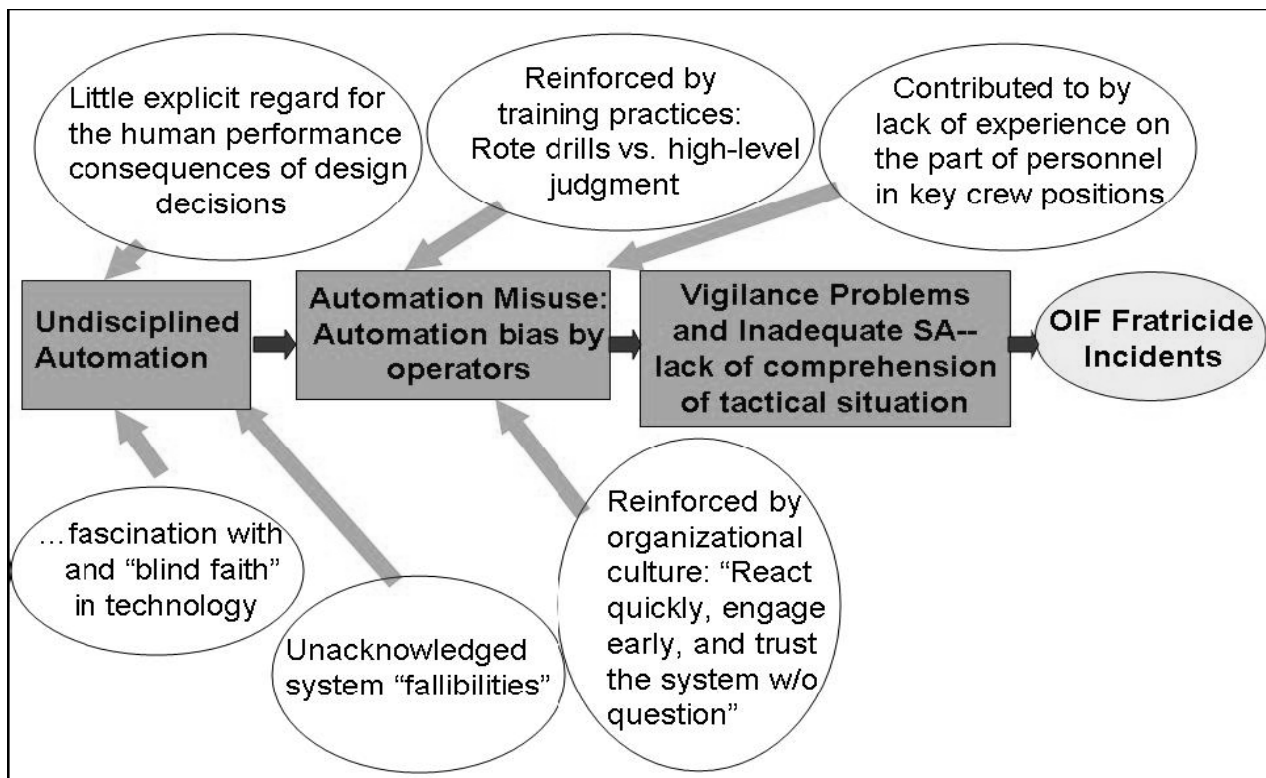 Little explicit regard for
the human performance
consequences of design
decisions
Reinforced by
training practices:
Rote drills vs. high-level
judgment
Contributed to by
lack of experience on
the part of personnel
in key crew positions
Undisciplined
Automation
Automation Misuse:
Automation bias by
operators
Vigilance Problems
and Inadequate SA--
lack of comprehension
of tactical situation
OIF Fratricide
Incidents
…fascination with
and “blind faith”
in technology
Unacknowledged
system “fallibilities”
Reinforced by
organizational
culture: “React
quickly, engage
early, and trust
the system w/o
question”